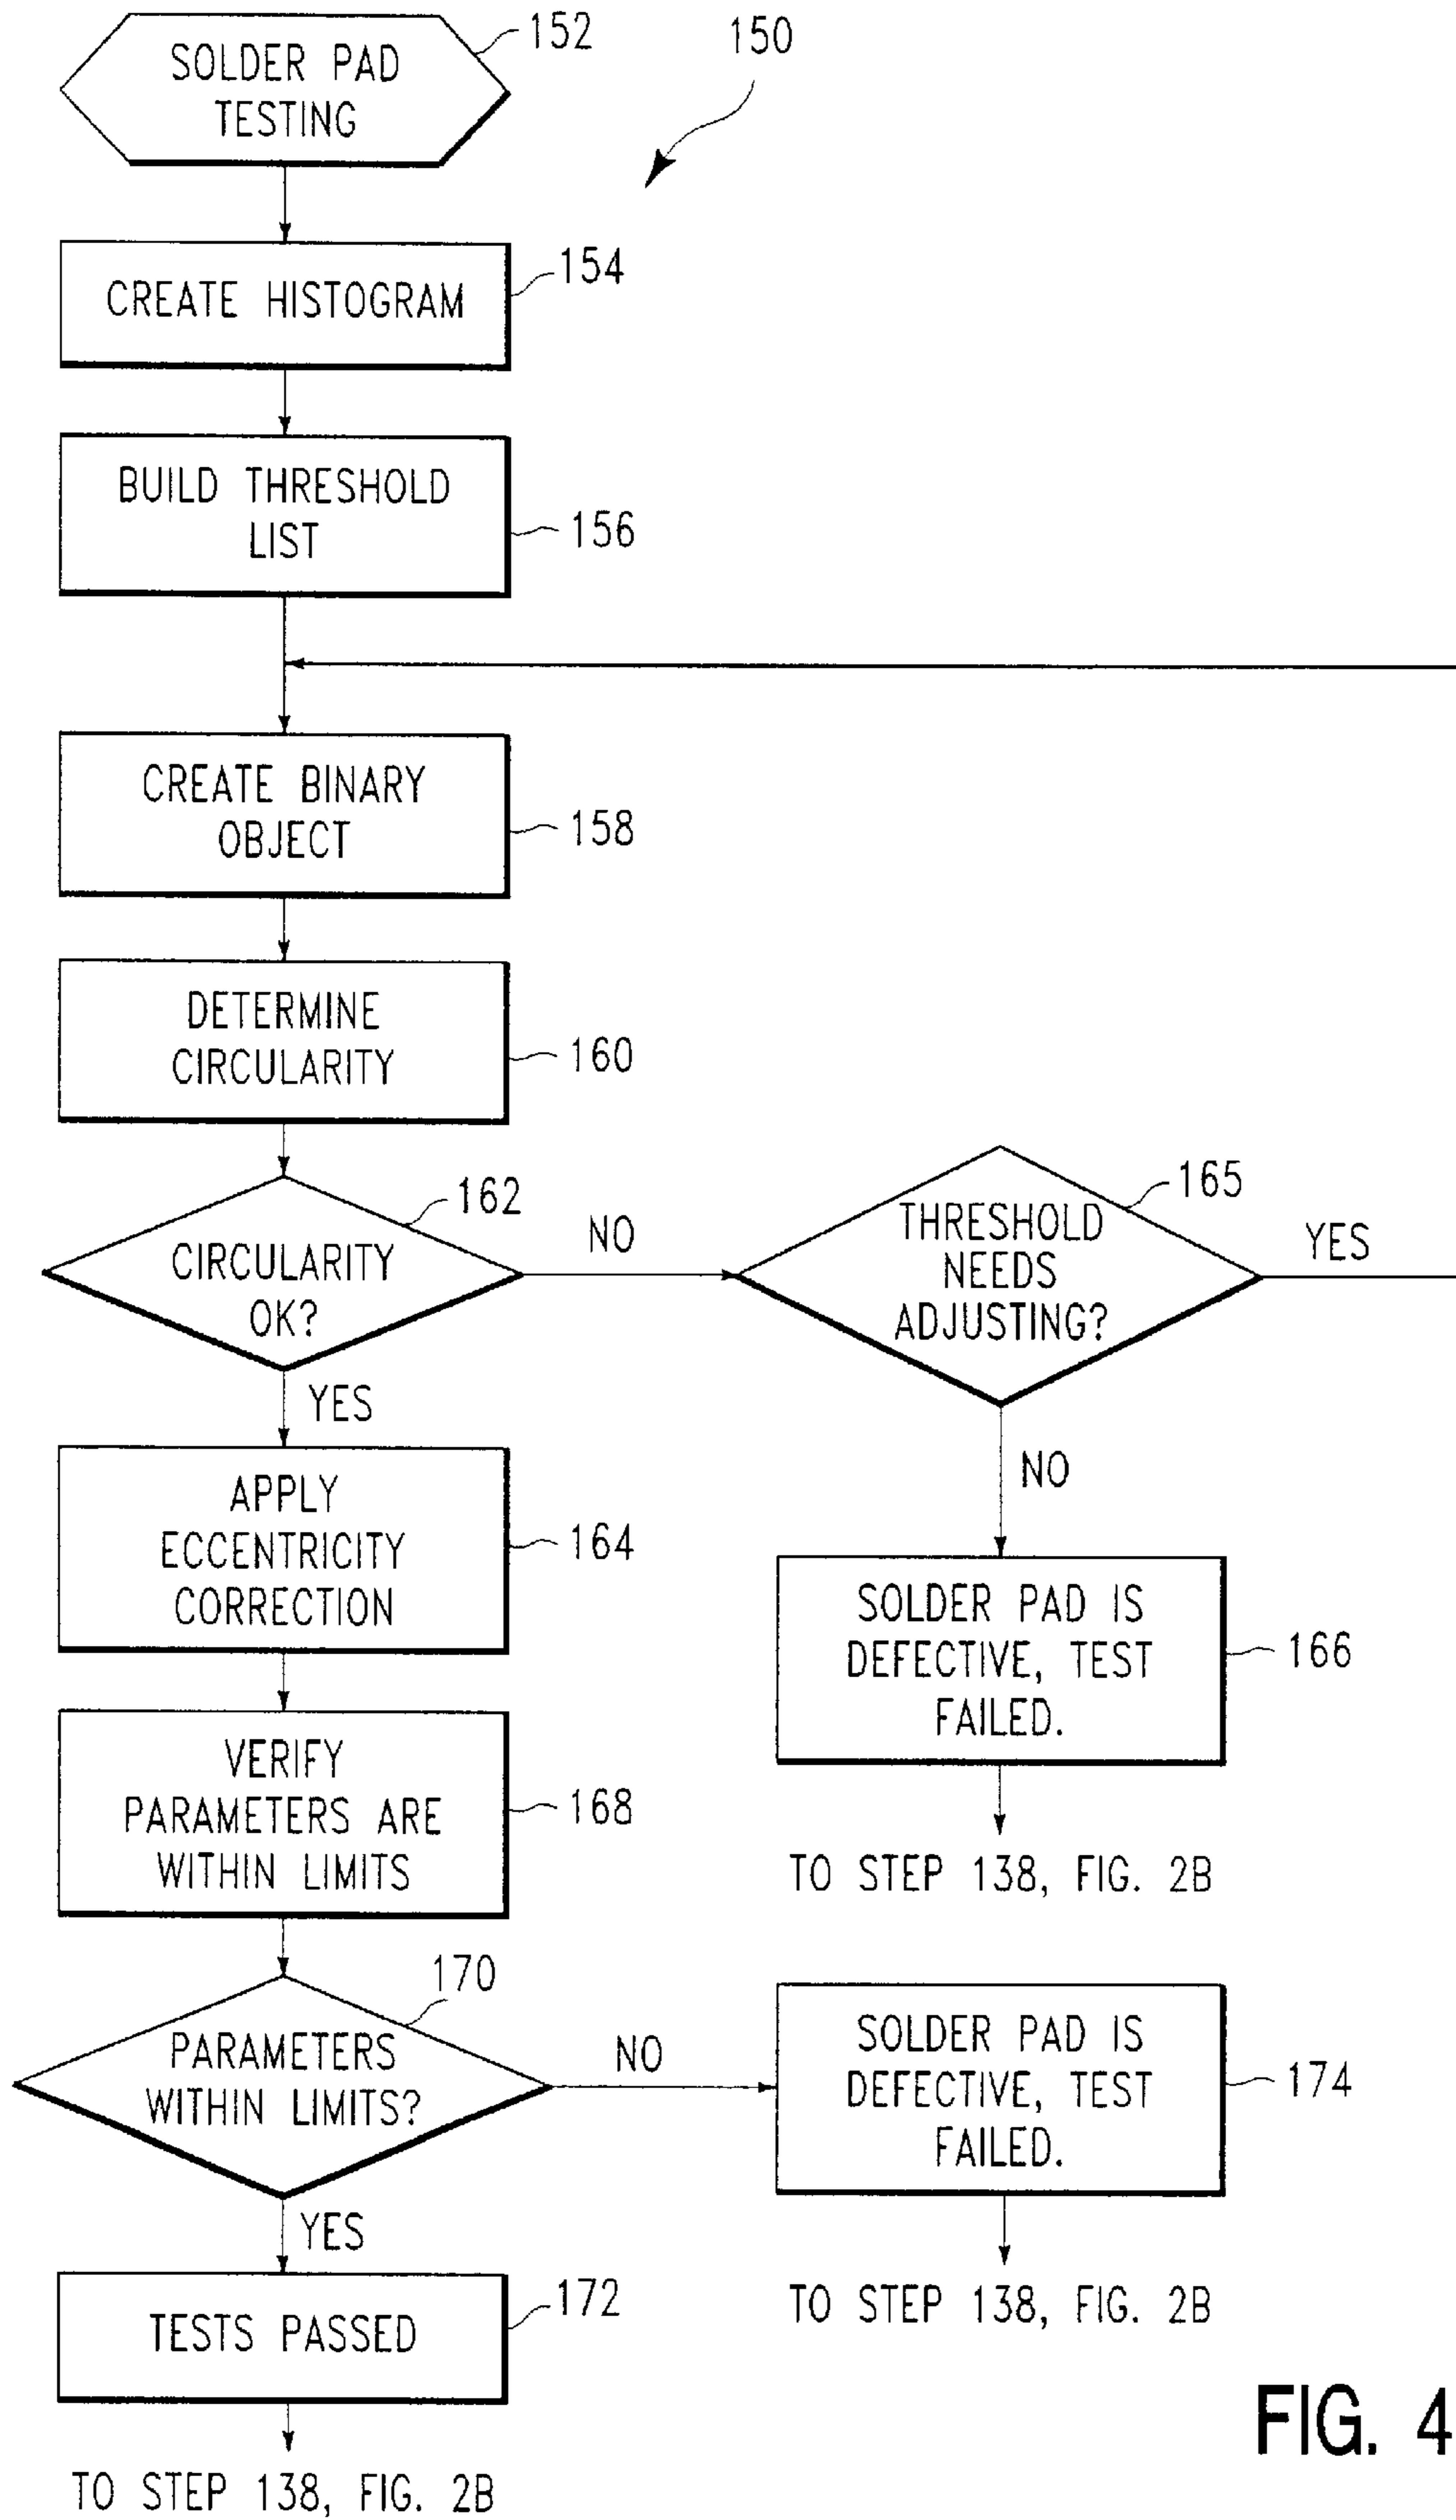 SOLDER PAD
TESTING
152
150
CREATE HISTOGRAM
154
BUILD THRESHOLD
LIST
156
CREATE BINARY
OBJECT
158
DETERMINE
CIRCULARITY
160
CIRCULARITY
OK?
162
NO
YES
THRESHOLD
NEEDS
ADJUSTING?
165
YES
NO
APPLY
ECCENTRICITY
CORRECTION
164
SOLDER PAD IS
DEFECTIVE, TEST
FAILED.
166
TO STEP 138, FIG. 2B
VERIFY
PARAMETERS ARE
WITHIN LIMITS
168
PARAMETERS
WITHIN LIMITS?
170
NO
YES
SOLDER PAD IS
DEFECTIVE, TEST
FAILED.
174
TO STEP 138, FIG. 2B
TESTS PASSED
172
TO STEP 138, FIG. 2B
FIG. 4